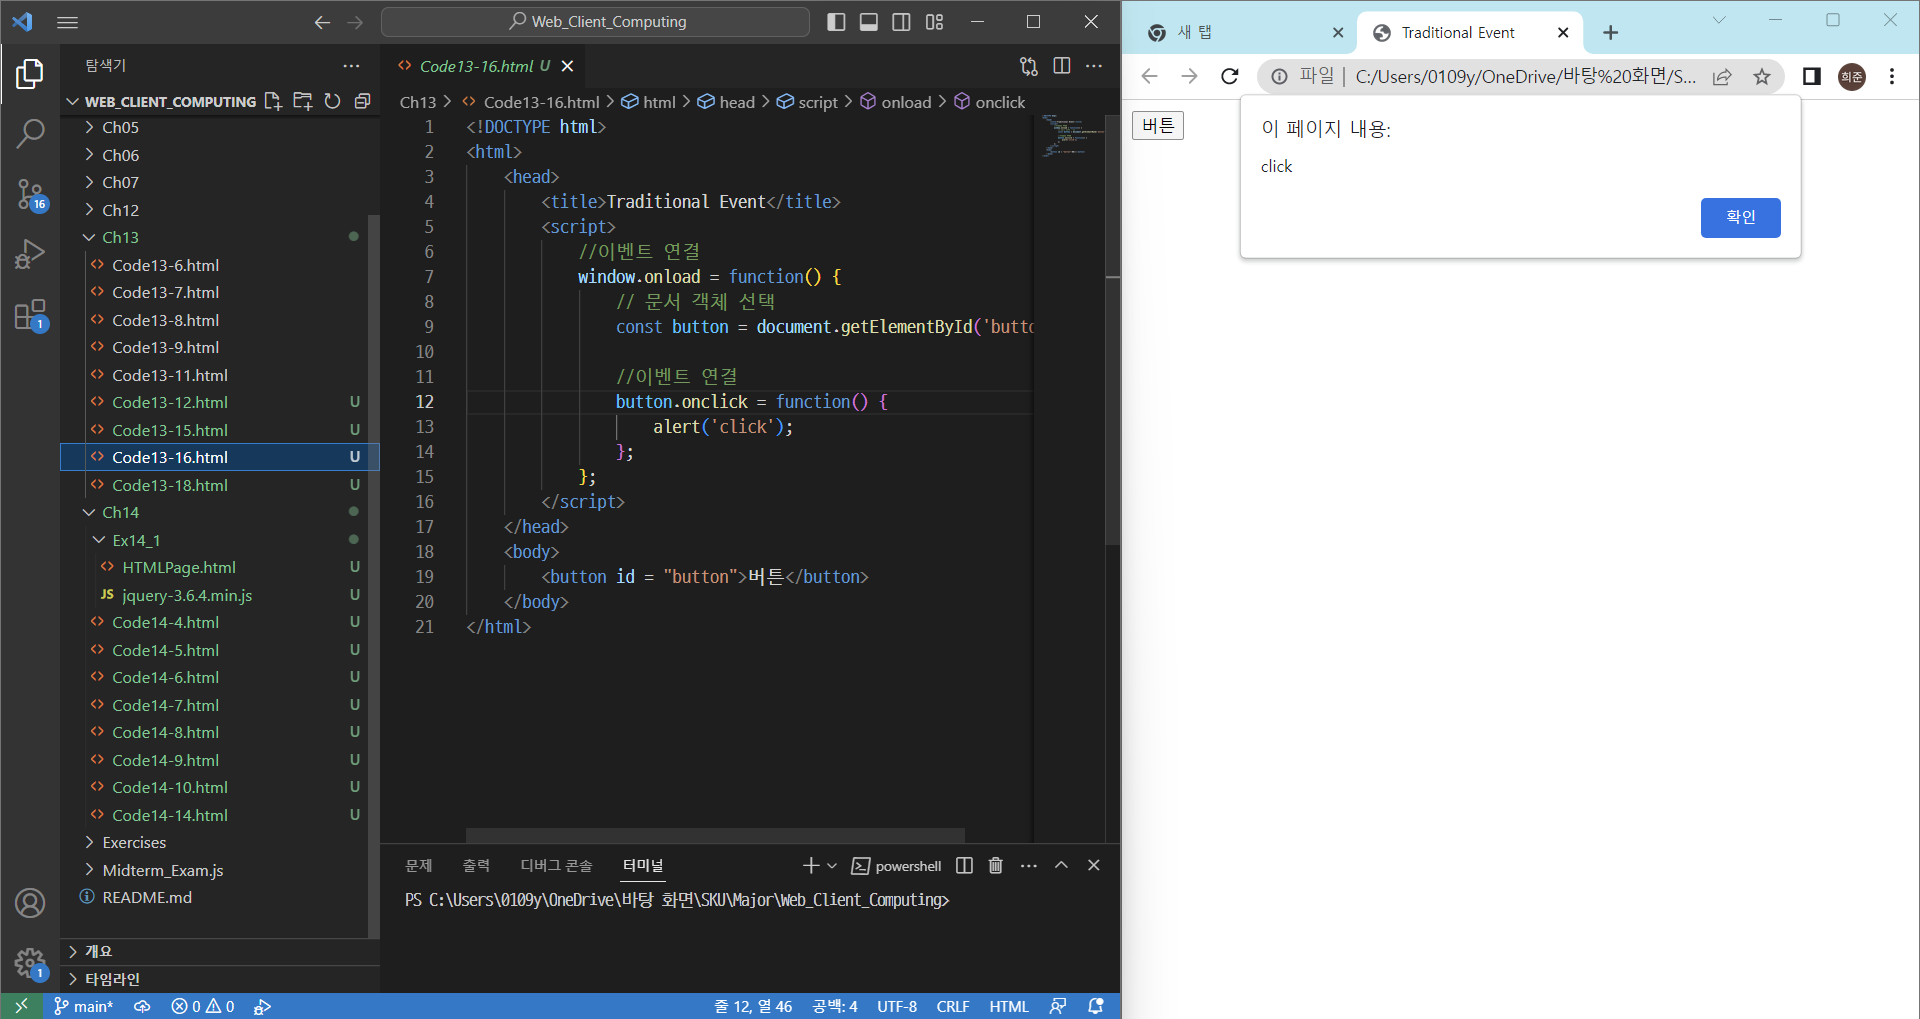 Web_Client_Computing
탐색기
WEB_CLIENT_COMPUTING
Ch05
Ch06
Ch07
Ch12
Ch13
Code13-6.html
Code13-7.html
Code13-8.html
Code13-9.html
Code13-11.html
Code13-12.html U
Code13-15.html U
Code13-16.html U
Code13-18.html U
Ch14
Ex14_1
HTMLPage.html U
JS jquery-3.6.4.min.js U
Code14-4.html U
Code14-5.html U
Code14-6.html U
Code14-7.html U
Code14-8.html U
Code14-9.html U
Code14-10.html U
Code14-14.html U
Exercises
Midterm_Exam.js
README.md
개요
타임라인
16
1
1
Code13-16.html U
Ch13 > Code13-16.html > html > head > script > onload > onclick
1 <!DOCTYPE html>
2 <html>
3 <head>
4 <title>Traditional Event</title>
5 <script>
6 //이벤트 연결
7 window.onload = function() {
8 // 문서 객체 선택
9 const button = document.getElementById('butto
10
11 //이벤트 연결
12 button.onclick = function() {
13 alert('click');
14 };
15 };
16 </script>
17 </head>
18 <body>
19 <button id = "button">버튼</button>
20 </body>
21 </html>
문제 출력 디버그 콘솔 터미널
powershell
PS C:\Users\0109y\OneDrive\바탕 화면\SKU\Major\Web_Client_Computing>
main* 0 0 줄 12, 열 46 공백: 4 UTF-8 CRLF HTML
새 탭
Traditional Event
파일 | C:/Users/0109y/OneDrive/바탕%20화면/S...
희준
버튼
이 페이지 내용:
click
확인